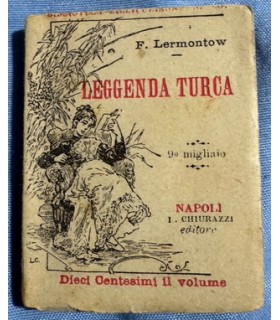 F. Lermontow
LEGGENDA TURCA
9º migliaio
NAPOLI
I. CHIURAZZI
editore
L.C.
Dieci Centesimi il volume